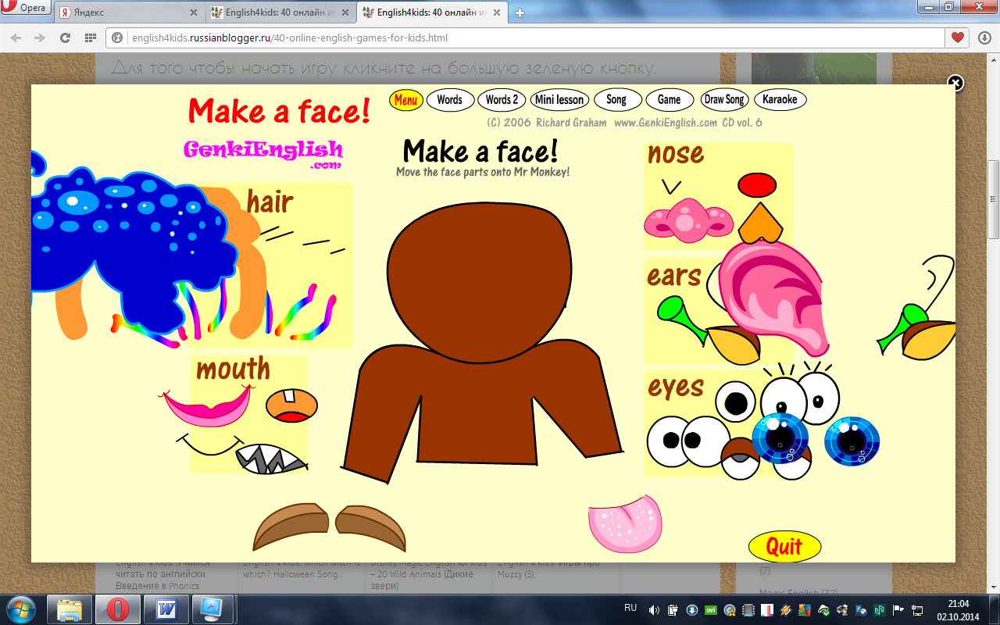 Opera
Яндекс
English4kids: 40 онлайн иг
English4kids: 40 онлайн иг
english4kids.russianblogger.ru/40-online-english-games-for-kids.html
Для того чтобы начать игру кликните на большую зеленую кнопку.
Make a face!
Menu
Words
Words 2
Mini lesson
Song
Game
Draw Song
Karaoke
(C) 2006 Richard Graham www.GenkiEnglish.com CD vol. 6
GenkiEnglish
.com
Make a face!
Move the face parts onto Mr Monkey!
nose
hair
ears
mouth
eyes
Quit
English 4 kids. Учимся
читать по английски.
Введение в Phonics.
English 4 kids. Which witch is
which? Halloween Song.
Disney Magic English for kids
– 20 Wild Animals (Дикие
звери)
English 4 kids. Игры про
Muzzy (3).
(7)
Magic English (32)
RU
ovi
21:04
02.10.2014